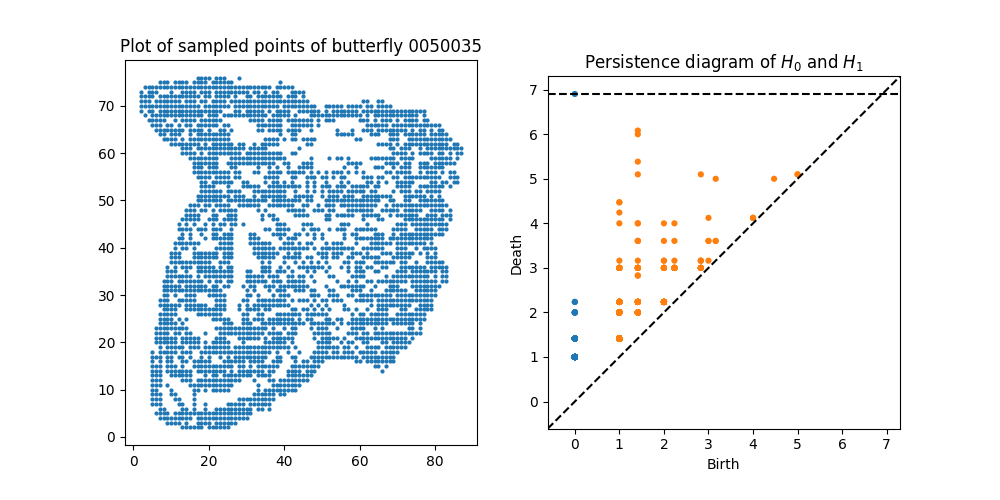 Plot of sampled points of butterfly 0050035
70
60
50
40
30
20
10
0
0 20 40 60 80
Persistence diagram of $H_0$ and $H_1$
7
6
5
4
3
2
1
0
Death
0 1 2 3 4 5 6 7
Birth